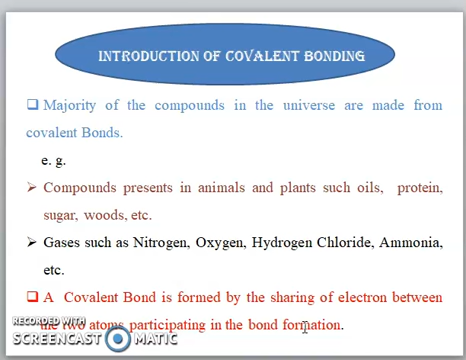 INTRODUCTION OF COVALENT BONDING
Majority of the compounds in the universe are made from
covalent Bonds.
e. g.
Compounds presents in animals and plants such oils, protein,
sugar, woods, etc.
Gases such as Nitrogen, Oxygen, Hydrogen Chloride, Ammonia,
etc.
A Covalent Bond is formed by the sharing of electron between
RECORDED WITH
the two atoms participating in the bond formation.
SCREENCAST MATIC